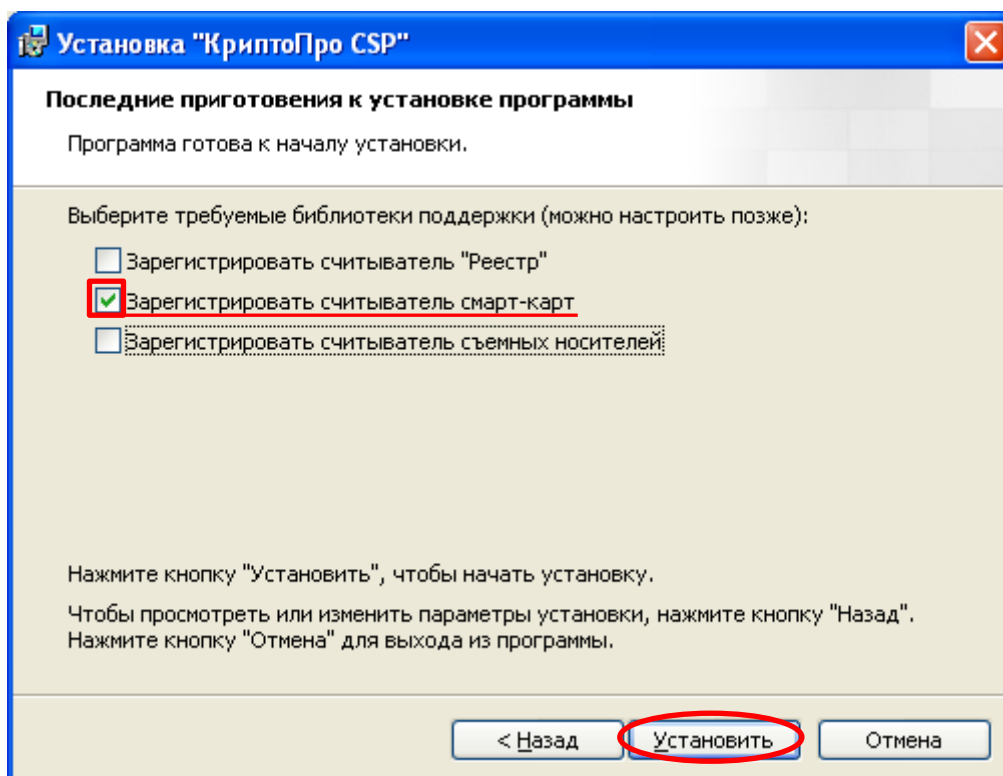 Установка "КриптоПро CSP"
Последние приготовения к установке программы
Программа готова к началу установки.
Выберите требуемые библиотеки поддержки (можно настроить позже):
Зарегистрировать считыватель "Реестр"
Зарегистрировать считыватель смарт-карт
Зарегистрировать считыватель съемных носителей
Нажмите кнопку "Установить", чтобы начать установку.
Чтобы просмотреть или изменить параметры установки, нажмите кнопку "Назад".
Нажмите кнопку "Отмена" для выхода из программы.
< Назад Установить Отмена